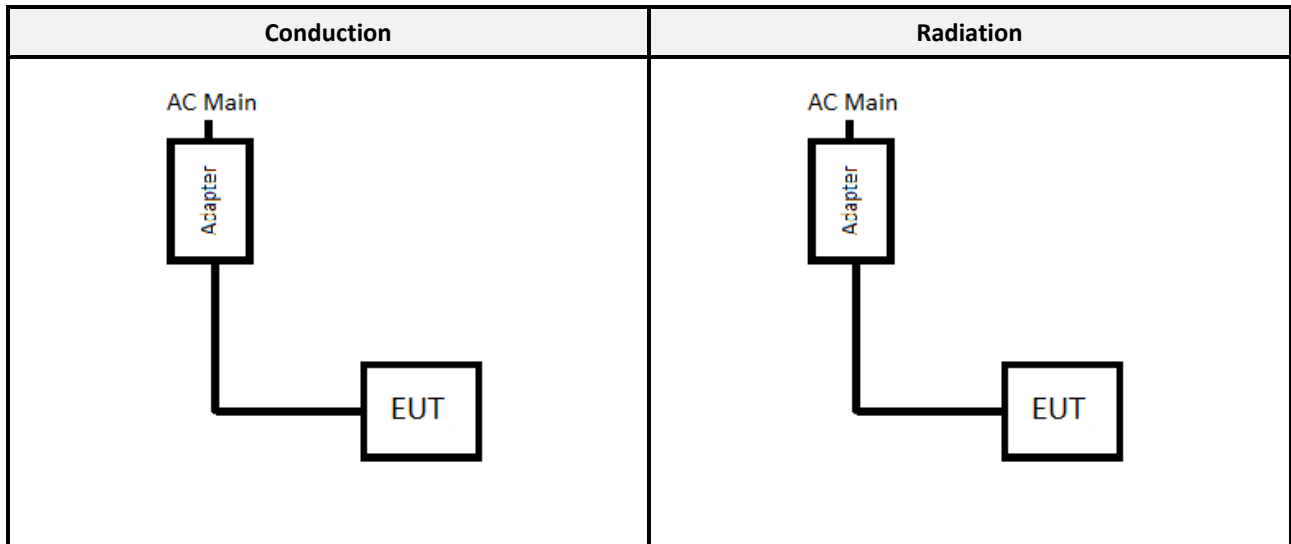 Conduction
Radiation
AC Main
Adapter
EUT
AC Main
Adapter
EUT